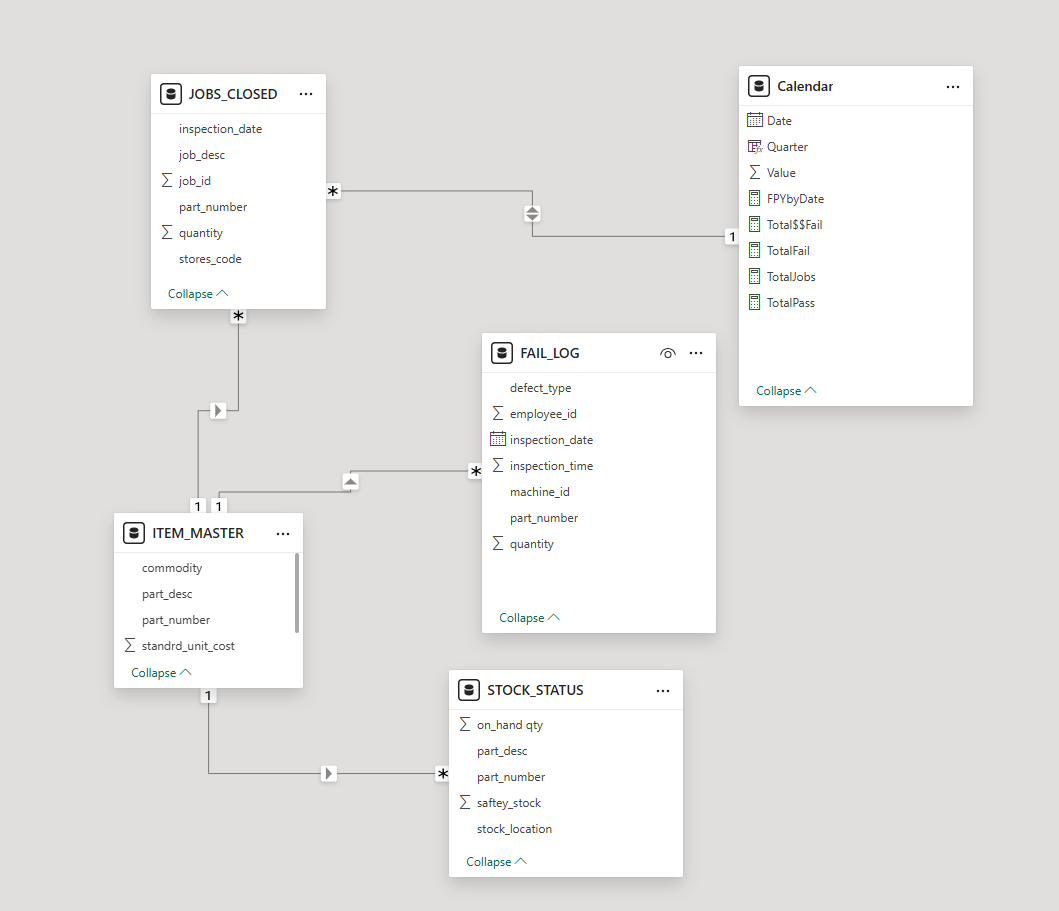 JOBS_CLOSED
inspection_date
job_desc
∑ job_id
part_number
∑ quantity
stores_code
Collapse
*
*
Calendar
Date
Quarter
∑ Value
FPYbyDate
Total$$Fail
TotalFail
TotalJobs
TotalPass
Collapse
1
FAIL_LOG
defect_type
∑ employee_id
inspection_date
∑ inspection_time
machine_id
part_number
∑ quantity
Collapse
*
1 1
ITEM_MASTER
commodity
part_desc
part_number
∑ standrd_unit_cost
Collapse
1
STOCK_STATUS
∑ on_hand qty
part_desc
part_number
∑ saftey_stock
stock_location
Collapse
*